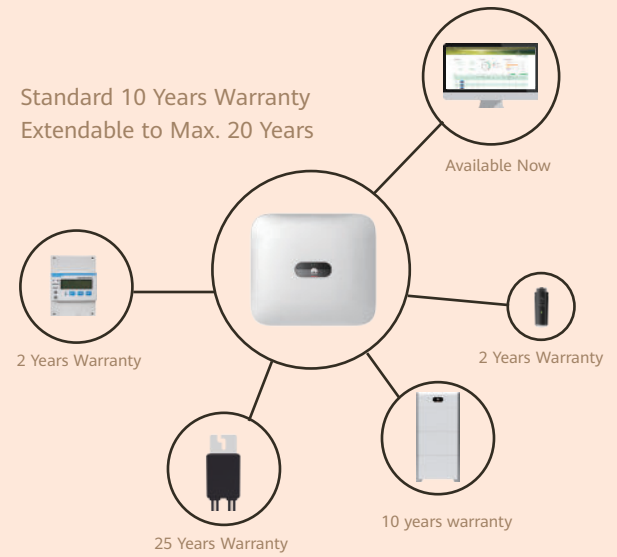 Standard 10 Years Warranty
Extendable to Max. 20 Years
Available Now
2 Years Warranty
2 Years Warranty
10 years warranty
25 Years Warranty